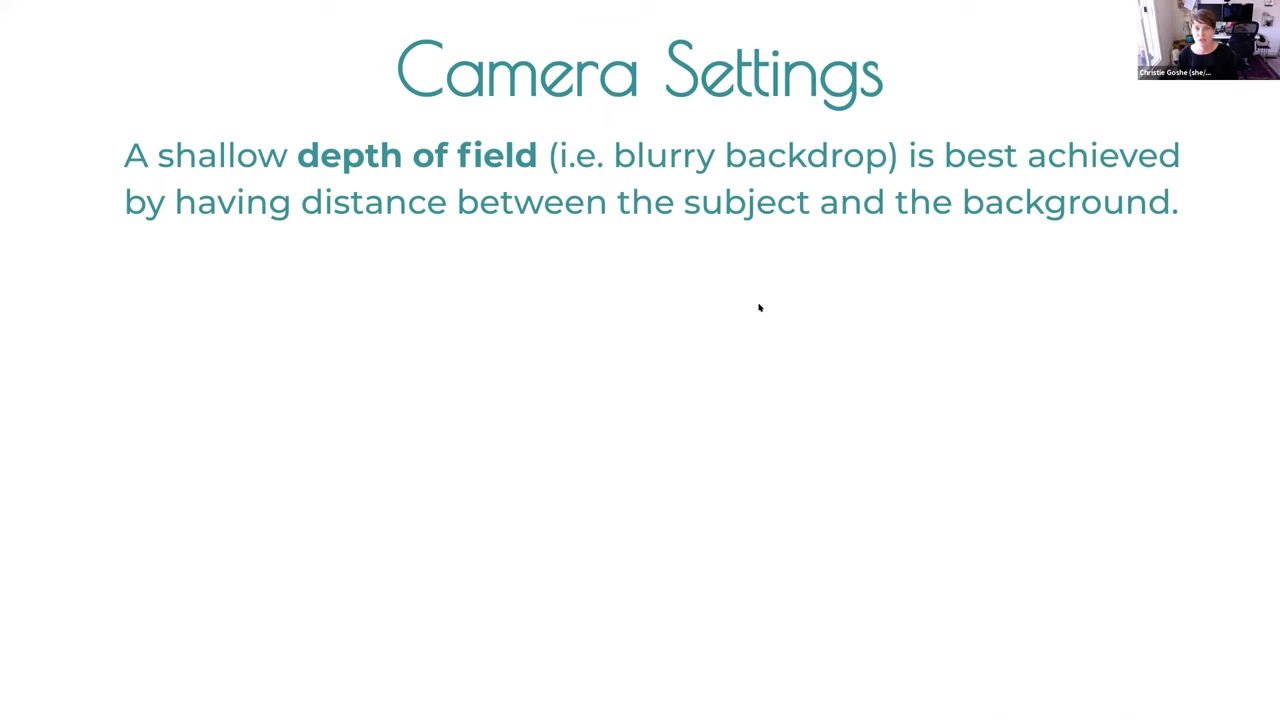 Camera Settings
A shallow depth of field (i.e. blurry backdrop) is best achieved
by having distance between the subject and the background.
Christie Goshe (she/...